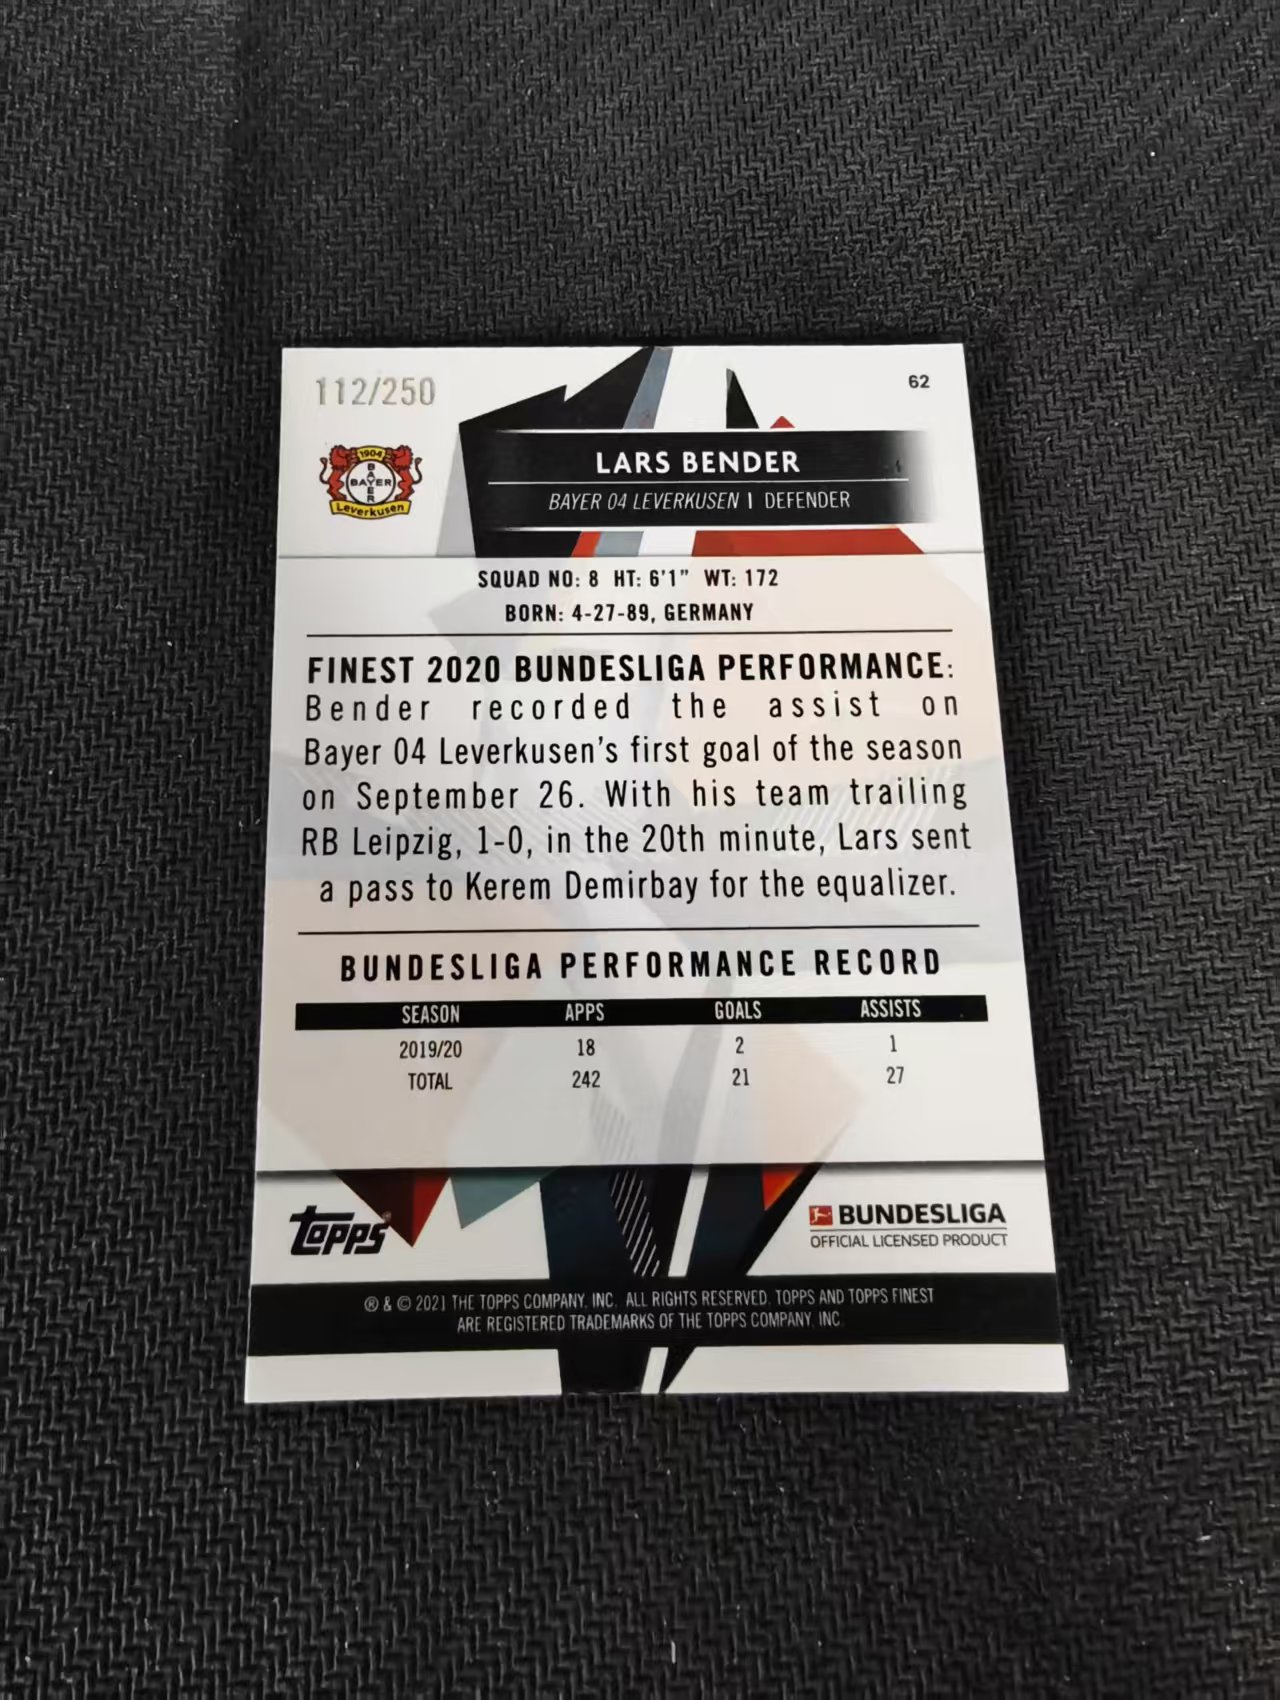 112/250
62
1904
BAYER
BAYER
Leverkusen
LARS BENDER
BAYER 04 LEVERKUSEN | DEFENDER
SQUAD NO: 8 HT: 6'1" WT: 172
BORN: 4-27-89, GERMANY
FINEST 2020 BUNDESLIGA PERFORMANCE:
Bender recorded the assist on
Bayer 04 Leverkusen's first goal of the season
on September 26. With his team trailing
RB Leipzig, 1-0, in the 20th minute, Lars sent
a pass to Kerem Demirbay for the equalizer.
BUNDESLIGA PERFORMANCE RECORD
SEASON APPS GOALS ASSISTS
2019/20 18 2 1
TOTAL 242 21 27
topps®
BUNDESLIGA
OFFICIAL LICENSED PRODUCT
® & © 2021 THE TOPPS COMPANY, INC. ALL RIGHTS RESERVED. TOPPS AND TOPPS FINEST
ARE REGISTERED TRADEMARKS OF THE TOPPS COMPANY, INC.